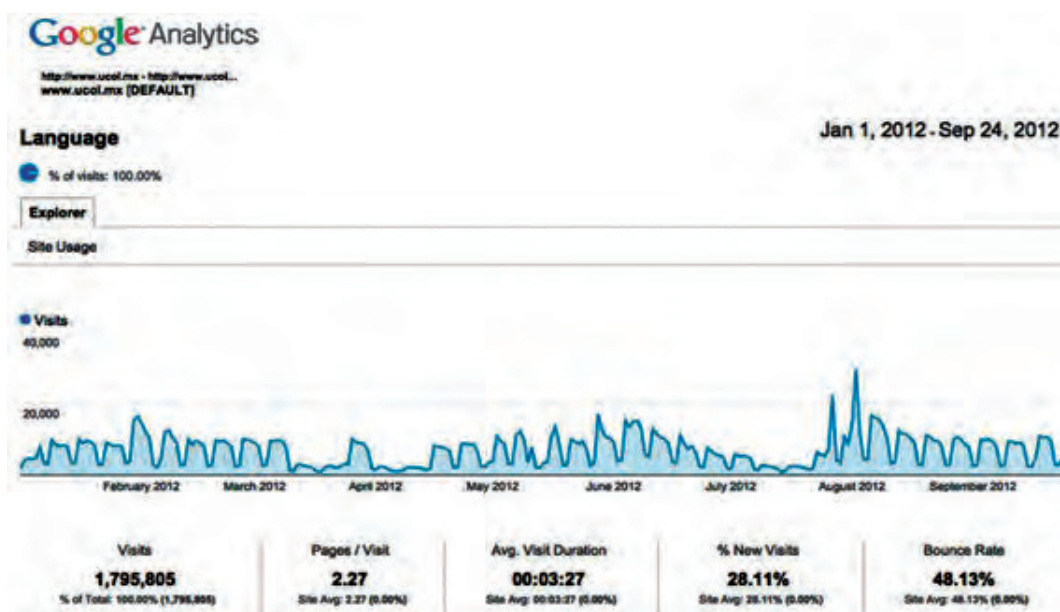 Google Analytics
http://www.ucol.mx - http://www.ucol...
www.ucol.mx [DEFAULT]
Jan 1, 2012 - Sep 24, 2012
Language
% of visits: 100.00%
Explorer
Site Usage
Visits
40,000
20,000
February 2012 March 2012 April 2012 May 2012 June 2012 July 2012 August 2012 September 2012
Visits Pages / Visit Avg. Visit Duration % New Visits Bounce Rate
1,795,805 2.27 00:03:27 28.11% 48.13%
% of Total: 100.00% (1,795,805) Site Avg: 2.27 (0.00%) Site Avg: 00:03:27 (0.00%) Site Avg: 28.11% (0.00%) Site Avg: 48.13% (0.00%)